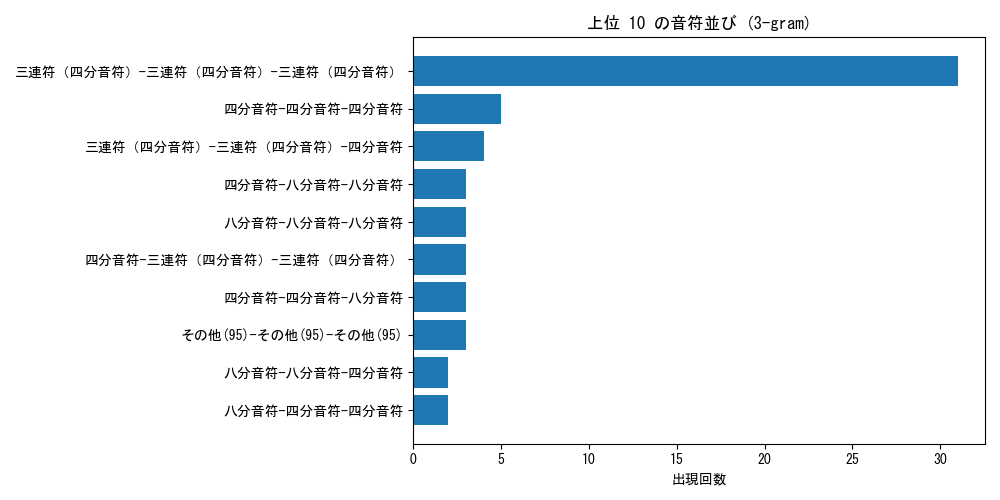 上位 10 の音符並び (3-gram)
三連符（四分音符）-三連符（四分音符）-三連符（四分音符）
四分音符-四分音符-四分音符
三連符（四分音符）-三連符（四分音符）-四分音符
四分音符-八分音符-八分音符
八分音符-八分音符-八分音符
四分音符-三連符（四分音符）-三連符（四分音符）
四分音符-四分音符-八分音符
その他(95)-その他(95)-その他(95)
八分音符-八分音符-四分音符
八分音符-四分音符-四分音符
0 5 10 15 20 25 30
出現回数